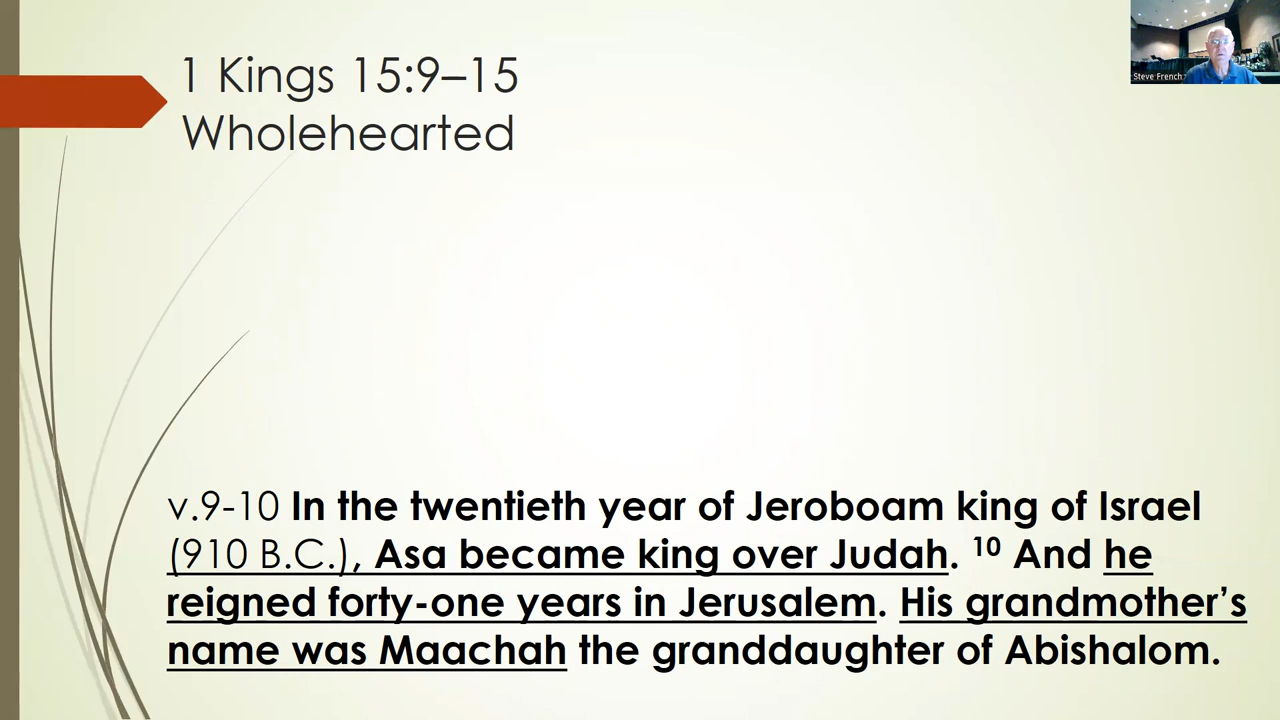 1 Kings 15:9–15
Wholehearted
Steve French
v.9-10 In the twentieth year of Jeroboam king of Israel
(910 B.C.), Asa became king over Judah. ¹⁰ And he
reigned forty-one years in Jerusalem. His grandmother’s
name was Maachah the granddaughter of Abishalom.